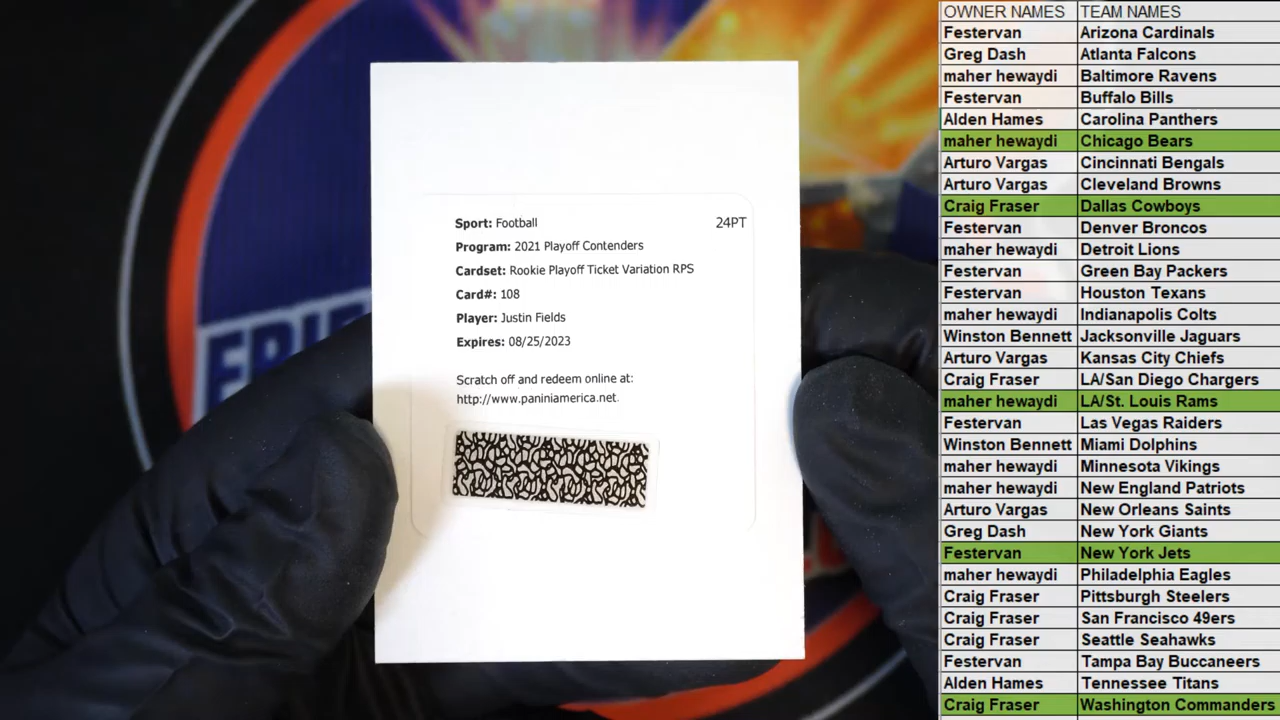 Sport: Football 24PT
Program: 2021 Playoff Contenders
Cardset: Rookie Playoff Ticket Variation RPS
Card#: 108
Player: Justin Fields
Expires: 08/25/2023
Scratch off and redeem online at:
http://www.paniniamerica.net.
OWNER NAMES TEAM NAMES
Festervan Arizona Cardinals
Greg Dash Atlanta Falcons
maher hewaydi Baltimore Ravens
Festervan Buffalo Bills
Alden Hames Carolina Panthers
maher hewaydi Chicago Bears
Arturo Vargas Cincinnati Bengals
Arturo Vargas Cleveland Browns
Craig Fraser Dallas Cowboys
Festervan Denver Broncos
maher hewaydi Detroit Lions
Festervan Green Bay Packers
Festervan Houston Texans
maher hewaydi Indianapolis Colts
Winston Bennett Jacksonville Jaguars
Arturo Vargas Kansas City Chiefs
Craig Fraser LA/San Diego Chargers
maher hewaydi LA/St. Louis Rams
Festervan Las Vegas Raiders
Winston Bennett Miami Dolphins
maher hewaydi Minnesota Vikings
maher hewaydi New England Patriots
Arturo Vargas New Orleans Saints
Greg Dash New York Giants
Festervan New York Jets
maher hewaydi Philadelphia Eagles
Craig Fraser Pittsburgh Steelers
Craig Fraser San Francisco 49ers
Craig Fraser Seattle Seahawks
Festervan Tampa Bay Buccaneers
Alden Hames Tennessee Titans
Craig Fraser Washington Commanders